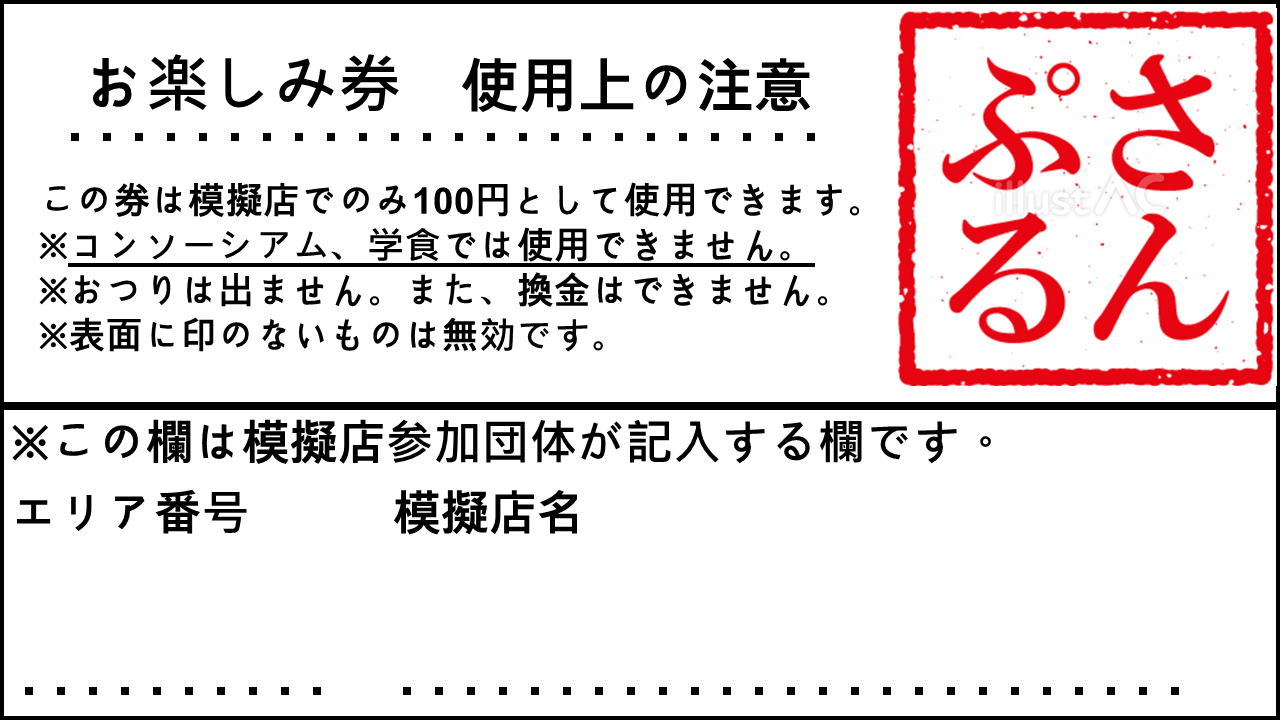 お楽しみ券　使用上の注意
この券は模擬店でのみ100円として使用できます。
※コンソーシアム、学食では使用できません。
※おつりは出ません。また、換金はできません。
※表面に印のないものは無効です。
さん
ぷる
illustAC
※この欄は模擬店参加団体が記入する欄です。
エリア番号　模擬店名